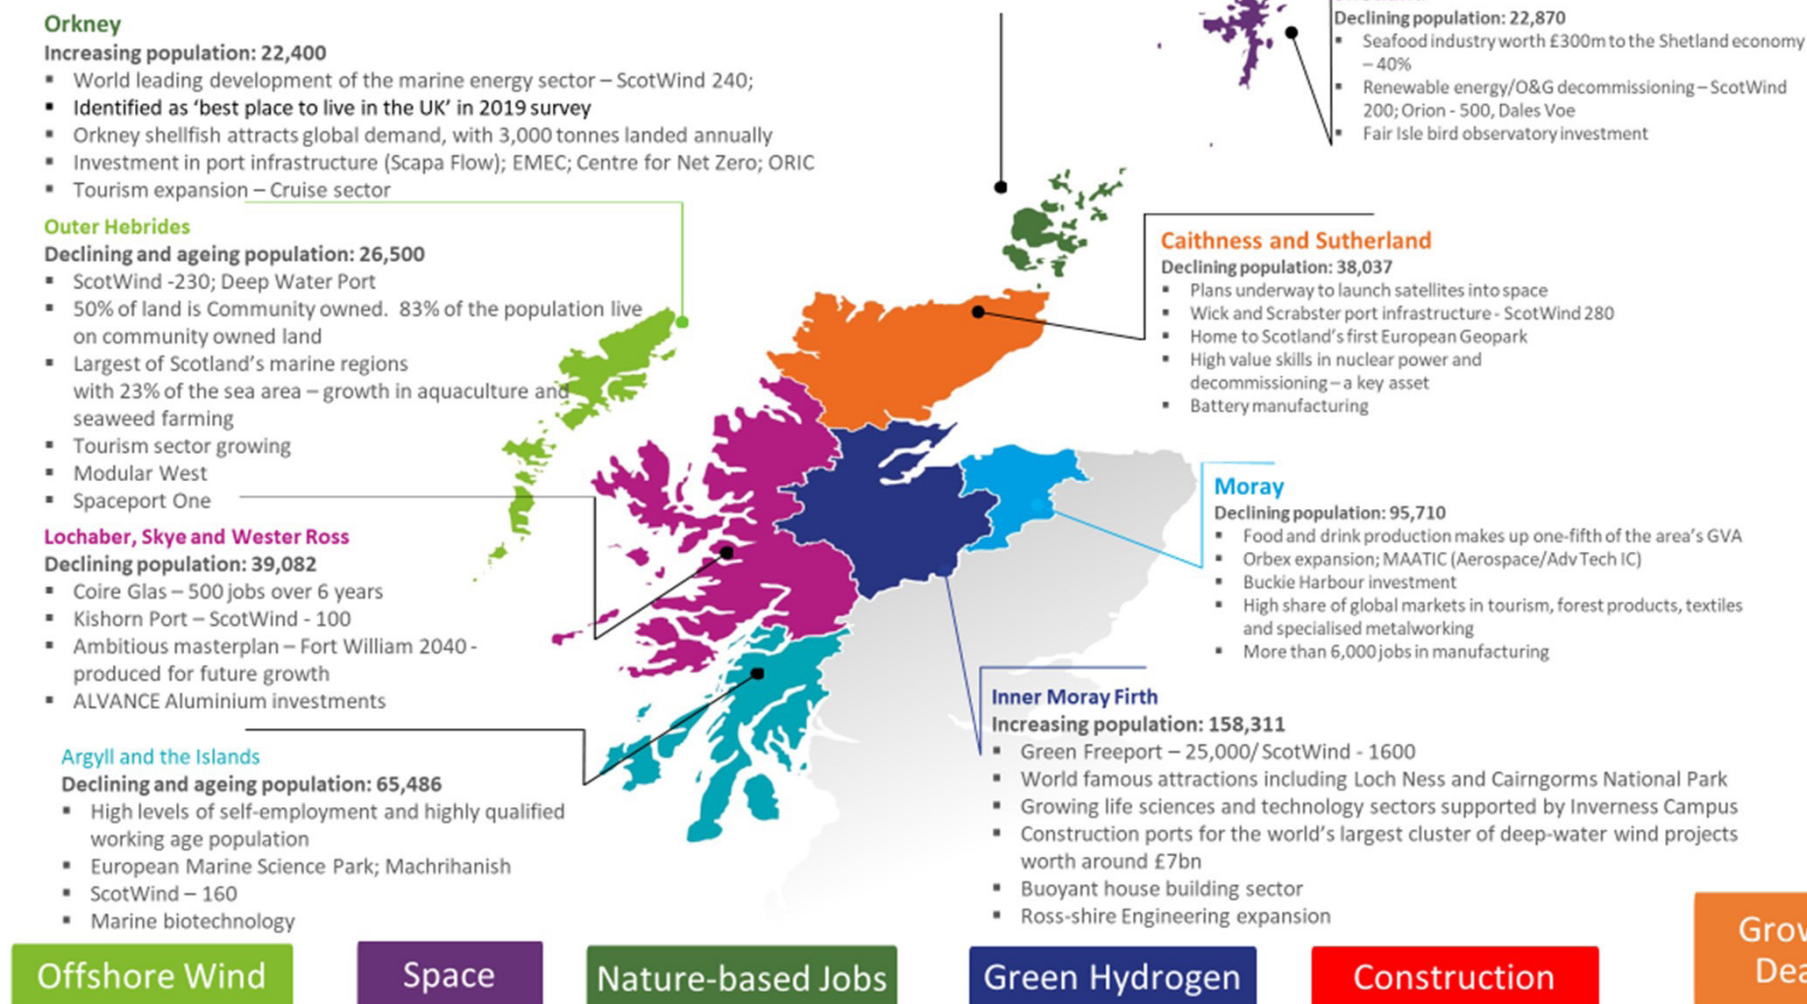 Orkney
Increasing population: 22,400
▪ World leading development of the marine energy sector – ScotWind 240;
▪ Identified as ‘best place to live in the UK’ in 2019 survey
▪ Orkney shellfish attracts global demand, with 3,000 tonnes landed annually
▪ Investment in port infrastructure (Scapa Flow); EMEC; Centre for Net Zero; ORIC
▪ Tourism expansion – Cruise sector
Outer Hebrides
Declining and ageing population: 26,500
▪ ScotWind -230; Deep Water Port
▪ 50% of land is Community owned. 83% of the population live
on community owned land
▪ Largest of Scotland’s marine regions
with 23% of the sea area – growth in aquaculture and
seaweed farming
▪ Tourism sector growing
▪ Modular West
▪ Spaceport One
Lochaber, Skye and Wester Ross
Declining population: 39,082
▪ Coire Glas – 500 jobs over 6 years
▪ Kishorn Port – ScotWind - 100
▪ Ambitious masterplan – Fort William 2040 -
produced for future growth
▪ ALVANCE Aluminium investments
Argyll and the Islands
Declining and ageing population: 65,486
▪ High levels of self-employment and highly qualified
working age population
▪ European Marine Science Park; Machrihanish
▪ ScotWind – 160
▪ Marine biotechnology
Declining population: 22,870
▪ Seafood industry worth £300m to the Shetland economy
– 40%
▪ Renewable energy/O&G decommissioning – ScotWind
200; Orion - 500, Dales Voe
▪ Fair Isle bird observatory investment
Caithness and Sutherland
Declining population: 38,037
▪ Plans underway to launch satellites into space
▪ Wick and Scrabster port infrastructure - ScotWind 280
▪ Home to Scotland’s first European Geopark
▪ High value skills in nuclear power and
decommissioning – a key asset
▪ Battery manufacturing
Moray
Declining population: 95,710
▪ Food and drink production makes up one-fifth of the area’s GVA
▪ Orbex expansion; MAATIC (Aerospace/Adv Tech IC)
▪ Buckie Harbour investment
▪ High share of global markets in tourism, forest products, textiles
and specialised metalworking
▪ More than 6,000 jobs in manufacturing
Inner Moray Firth
Increasing population: 158,311
▪ Green Freeport – 25,000/ ScotWind - 1600
▪ World famous attractions including Loch Ness and Cairngorms National Park
▪ Growing life sciences and technology sectors supported by Inverness Campus
▪ Construction ports for the world’s largest cluster of deep-water wind projects
worth around £7bn
▪ Buoyant house building sector
▪ Ross-shire Engineering expansion
Offshore Wind
Space
Nature-based Jobs
Green Hydrogen
Construction